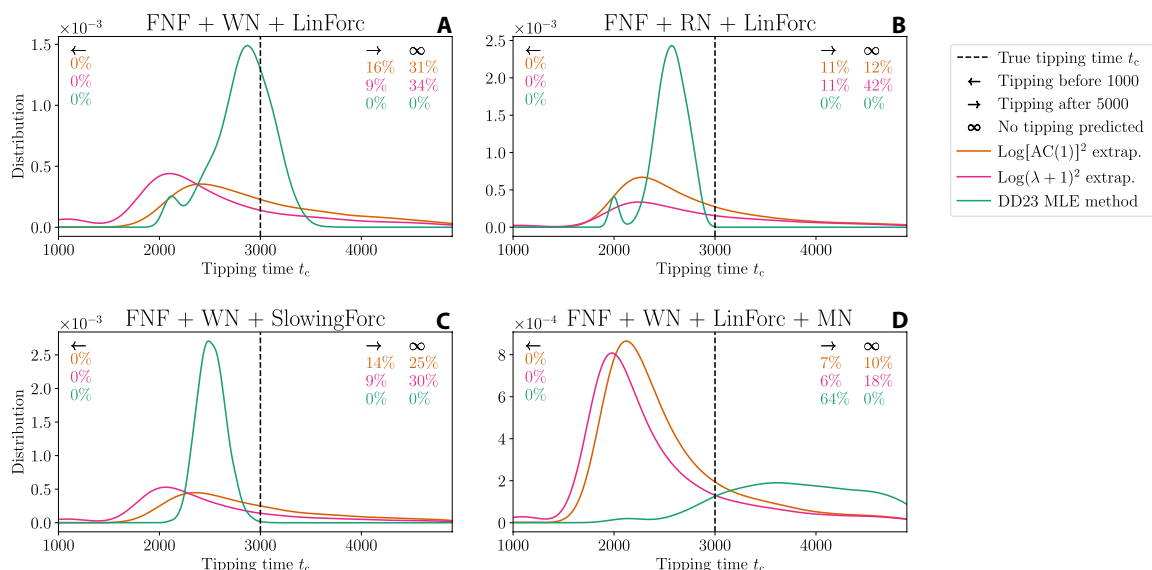 FNF + WN + LinForc A
×10⁻³
1.5
1.0
0.5
0.0
Distribution
← → ∞
0% 16% 31%
0% 9% 34%
0% 0% 0%
1000 2000 3000 4000
Tipping time t_c
FNF + RN + LinForc B
×10⁻³
2.5
2.0
1.5
1.0
0.5
0.0
← → ∞
0% 11% 12%
0% 11% 42%
0% 0% 0%
1000 2000 3000 4000
Tipping time t_c
True tipping time t_c
← Tipping before 1000
→ Tipping after 5000
∞ No tipping predicted
Log[AC(1)]² extrap.
Log(λ + 1)² extrap.
DD23 MLE method
FNF + WN + SlowingForc C
×10⁻³
2.5
2.0
1.5
1.0
0.5
0.0
Distribution
← → ∞
0% 14% 25%
0% 9% 30%
0% 0% 0%
1000 2000 3000 4000
Tipping time t_c
FNF + WN + LinForc + MN D
×10⁻⁴
8
6
4
2
0
← → ∞
0% 7% 10%
0% 6% 18%
0% 64% 0%
1000 2000 3000 4000
Tipping time t_c